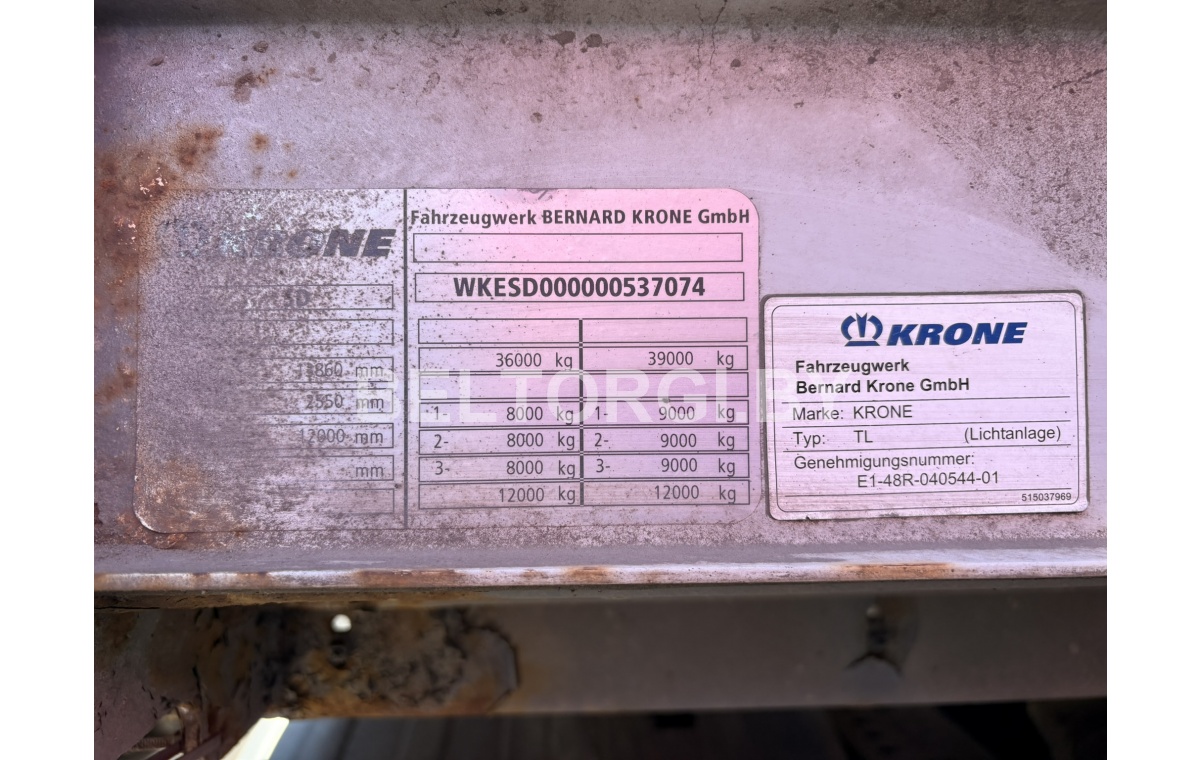 KRONE
SD
13860 mm
2550 mm
12000 mm
mm
Fahrzeugwerk BERNARD KRONE GmbH
WKESD000000537074
36000 kg 39000 kg
1- 8000 kg 1- 9000 kg
2- 8000 kg 2- 9000 kg
3- 8000 kg 3- 9000 kg
12000 kg 12000 kg
BELTORGI.BY
KRONE
Fahrzeugwerk
Bernard Krone GmbH
Marke: KRONE
Typ: TL (Lichtanlage)
Genehmigungsnummer:
E1-48R-040544-01
515037969